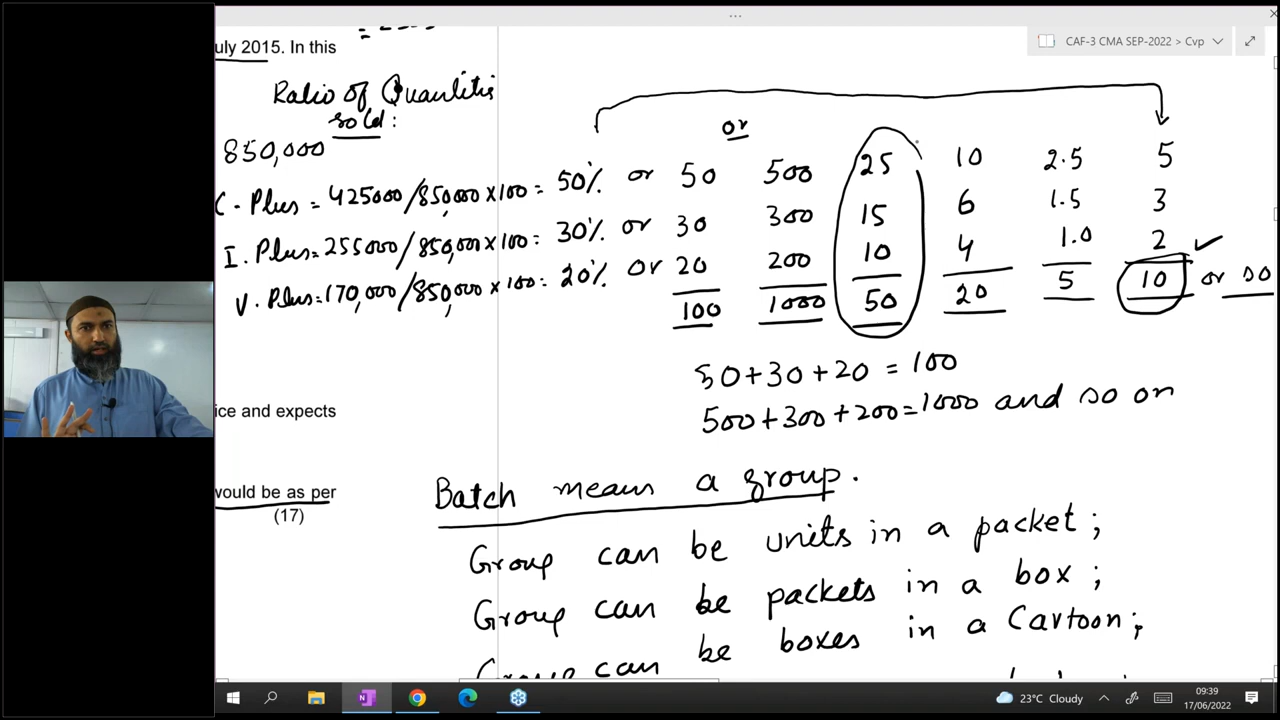 CAF-3 CMA SEP-2022 > Cvp
uly 2015. In this
Ratio of Quantitis
sold:
850,000
or
C. Plus = 425000/850,000 x 100 = 50% or 50 500 25 10 2.5 5
I. Plus = 255000/850,000 x 100 = 30% or 30 300 15 6 1.5 3
V. Plus = 170,000/850,000 x 100 = 20% or 20 200 10 4 1.0 2 ✓
100 1000 50 20 5 10 or so
50+30+20 = 100
500+300+200=1000 and so on
ice and expects
would be as per
(17)
Batch means a group.
Group can be units in a packet;
Group can be packets in a box;
Group can be boxes in a Cartoon;
23°C Cloudy
09:39
17/06/2022